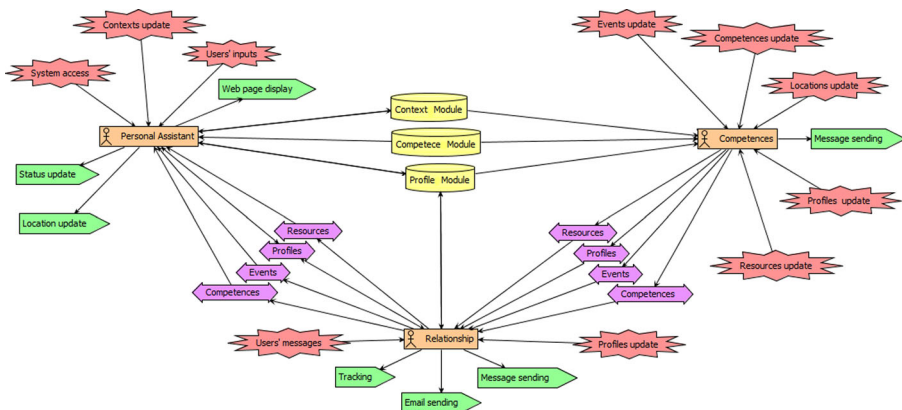 Contexts update
Events update
Competences update
Users' inputs
System access
Web page display
Locations update
Context Module
Personal Assistant
Competece Module
Competences
Message sending
Status update
Profile Module
Profiles update
Location update
Resources
Resources
Profiles
Profiles
Events
Events
Resources update
Competences
Competences
Users' messages
Relationship
Profiles update
Tracking
Message sending
Email sending